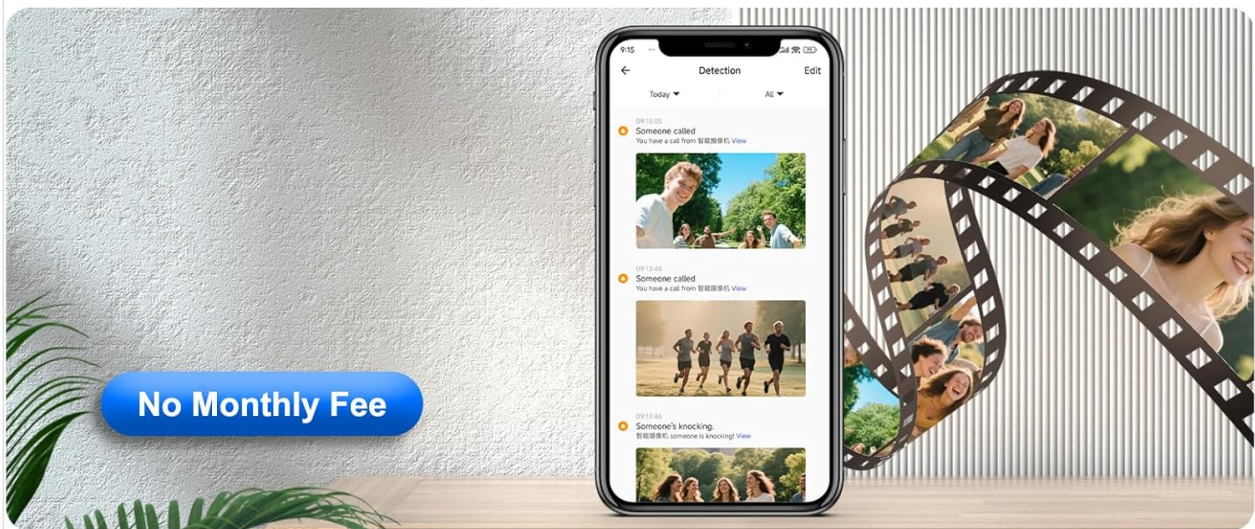 9:15
Detection
Edit
Today
All
09:15:05
Someone called
You have a call from 智能摄像机 View
09:15:48
Someone called
You have a call from 智能摄像机 View
09:15:46
Someone's knocking.
智能摄像机 someone is knocking! View
No Monthly Fee